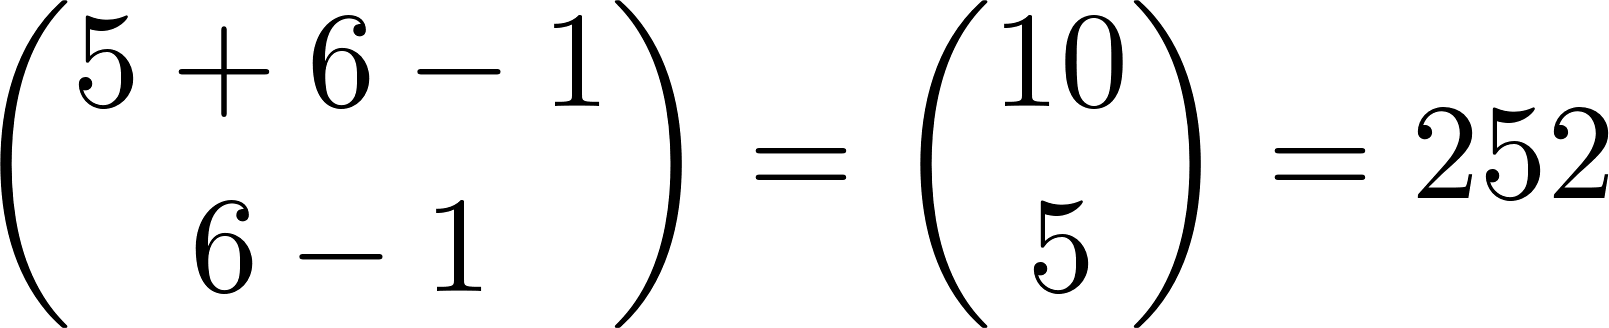 \binom{5+6-1}{6-1} = \binom{10}{5} = 252